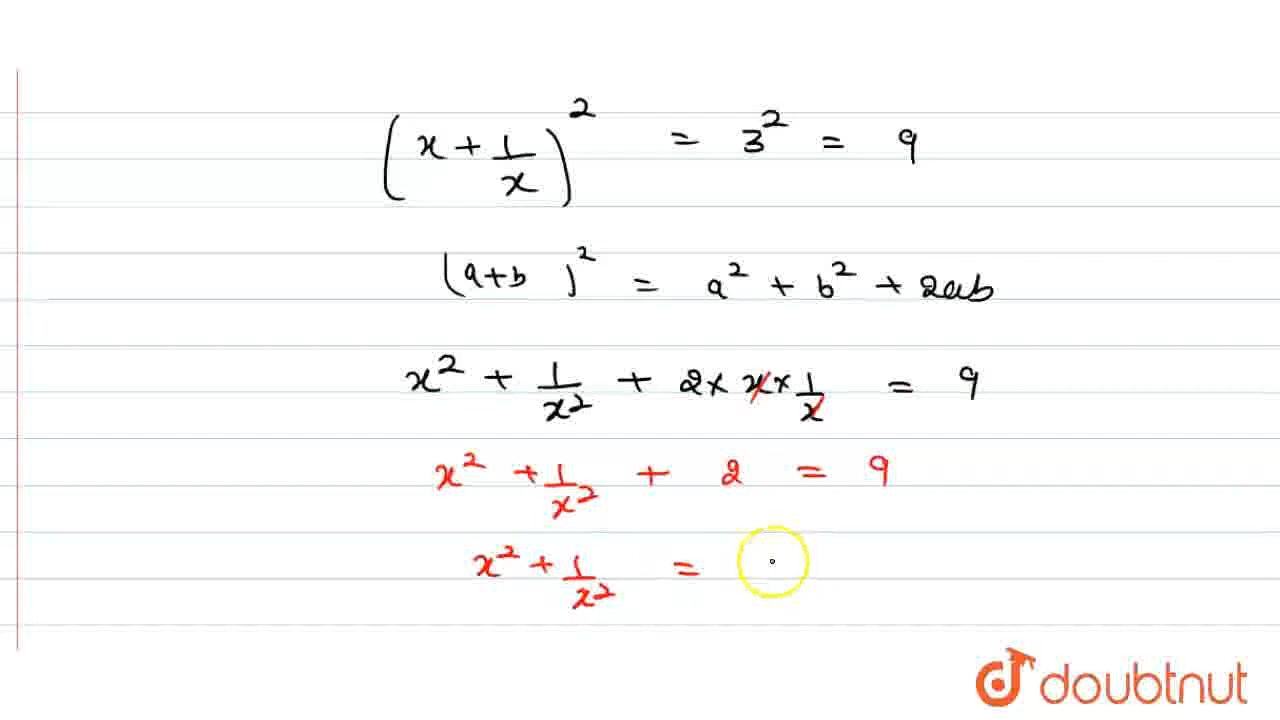 (x + 1/x)² = 3² = 9
(a+b)² = a² + b² + 2ab
x² + 1/x² + 2 × x × 1/x = 9
x² + 1/x² + 2 = 9
x² + 1/x² =
doubtnut